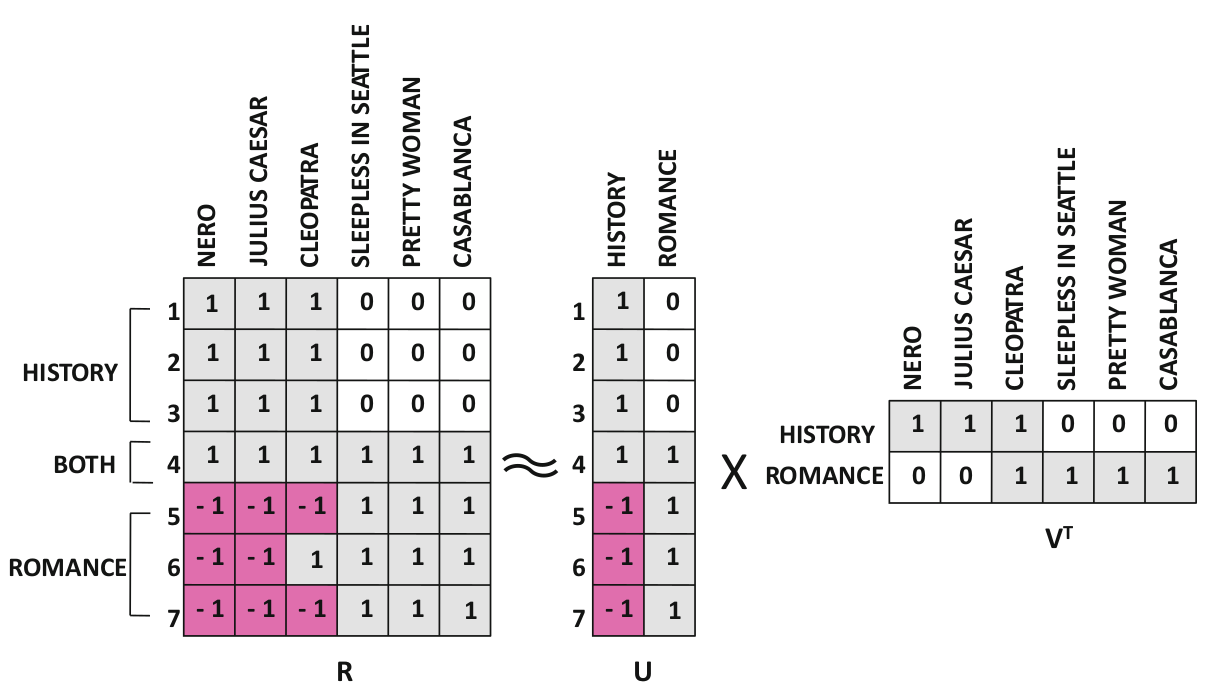 NERO
JULIUS CAESAR
CLEOPATRA
SLEEPLESS IN SEATTLE
PRETTY WOMAN
CASABLANCA
HISTORY
BOTH
ROMANCE
1 1 1 1 0 0 0
2 1 1 1 0 0 0
3 1 1 1 0 0 0
4 1 1 1 1 1 1
5 - 1 - 1 - 1 1 1 1
6 - 1 - 1 1 1 1 1
7 - 1 - 1 - 1 1 1 1
R
≈
HISTORY
ROMANCE
1 1 0
2 1 0
3 1 0
4 1 1
5 - 1 1
6 - 1 1
7 - 1 1
U
X
NERO
JULIUS CAESAR
CLEOPATRA
SLEEPLESS IN SEATTLE
PRETTY WOMAN
CASABLANCA
HISTORY 1 1 1 0 0 0
ROMANCE 0 0 1 1 1 1
Vᵀ